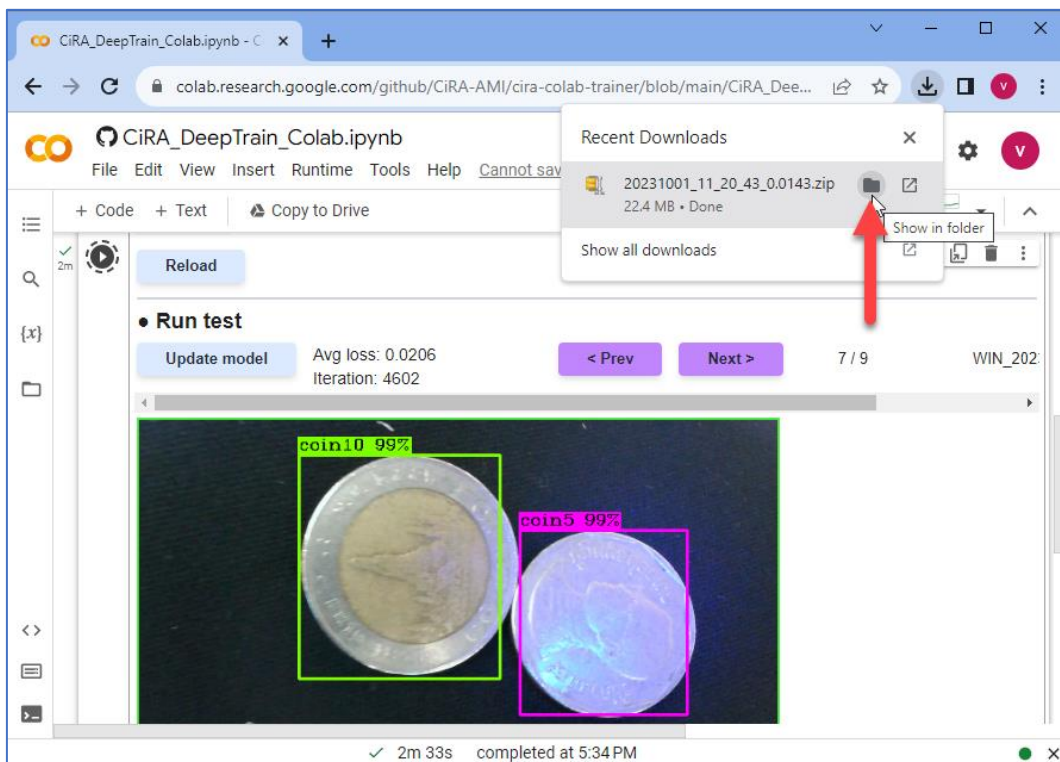 CiRA_DeepTrain_Colab.ipynb - C
colab.research.google.com/github/CiRA-AMI/cira-colab-trainer/blob/main/CiRA_Dee...
V
CiRA_DeepTrain_Colab.ipynb
File Edit View Insert Runtime Tools Help Cannot sav
V
Recent Downloads
20231001_11_20_43_0.0143.zip
22.4 MB • Done
Show in folder
Show all downloads
+ Code + Text Copy to Drive
2m
Reload
{x}
• Run test
Update model
Avg loss: 0.0206
Iteration: 4602
< Prev
Next >
7 / 9
WIN_202
coin10 99%
coin5 99%
2m 33s completed at 5:34 PM